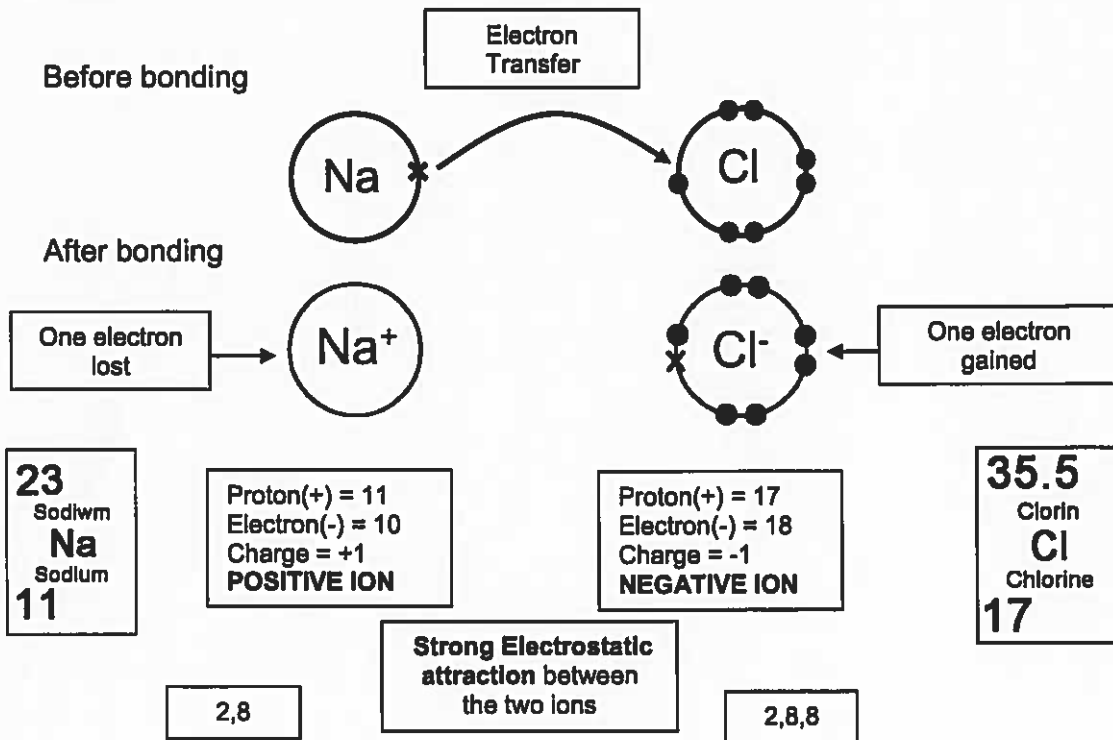 Electron
Transfer
Before bonding
Na
Cl
After bonding
One electron
lost
Na+
Cl-
One electron
gained
23
Sodiwm
Na
Sodium
11
Proton(+) = 11
Electron(-) = 10
Charge = +1
POSITIVE ION
Proton(+) = 17
Electron(-) = 18
Charge = -1
NEGATIVE ION
35.5
Clorin
Cl
Chlorine
17
Strong Electrostatic
attraction between
the two ions
2,8
2,8,8